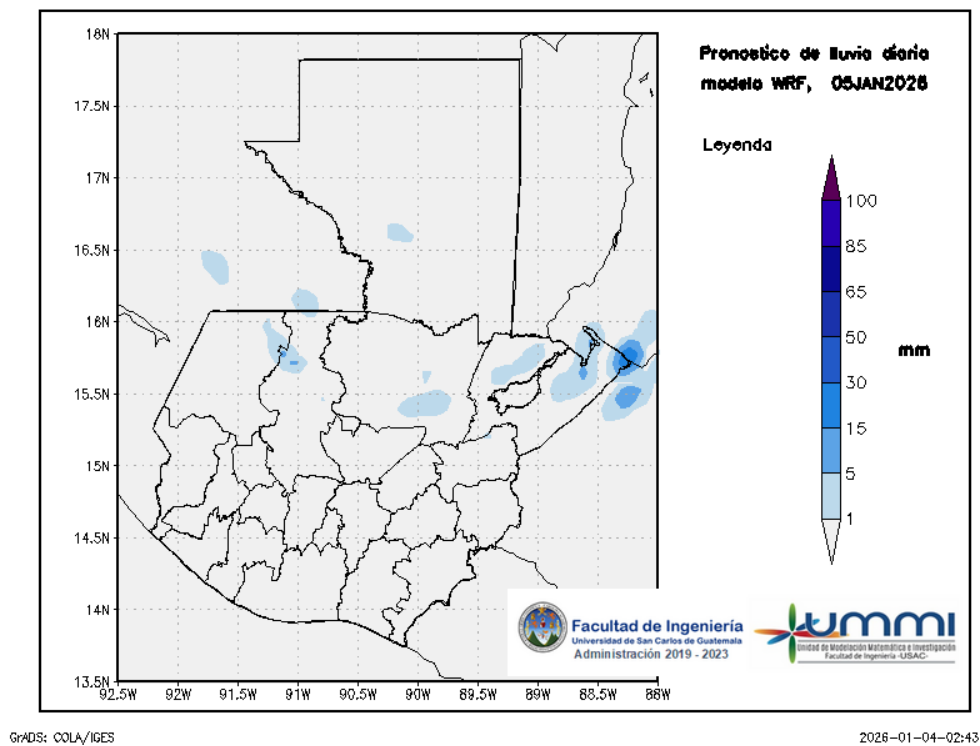 Pronostico de lluvia diaria
modelo WRF, 05JAN2026
Leyenda
100
85
65
50
30
15
5
1
mm
18N
17.5N
17N
16.5N
16N
15.5N
15N
14.5N
14N
13.5N
92.5W 92W 91.5W 91W 90.5W 90W 89.5W 89W 88.5W 88W
Facultad de Ingeniería
Universidad de San Carlos de Guatemala
Administración 2019 - 2023
ummi
Unidad de Modelación Matemática e Investigación
Facultad de Ingeniería -USAC-
GrADS: COLA/IGES
2026-01-04-02:43